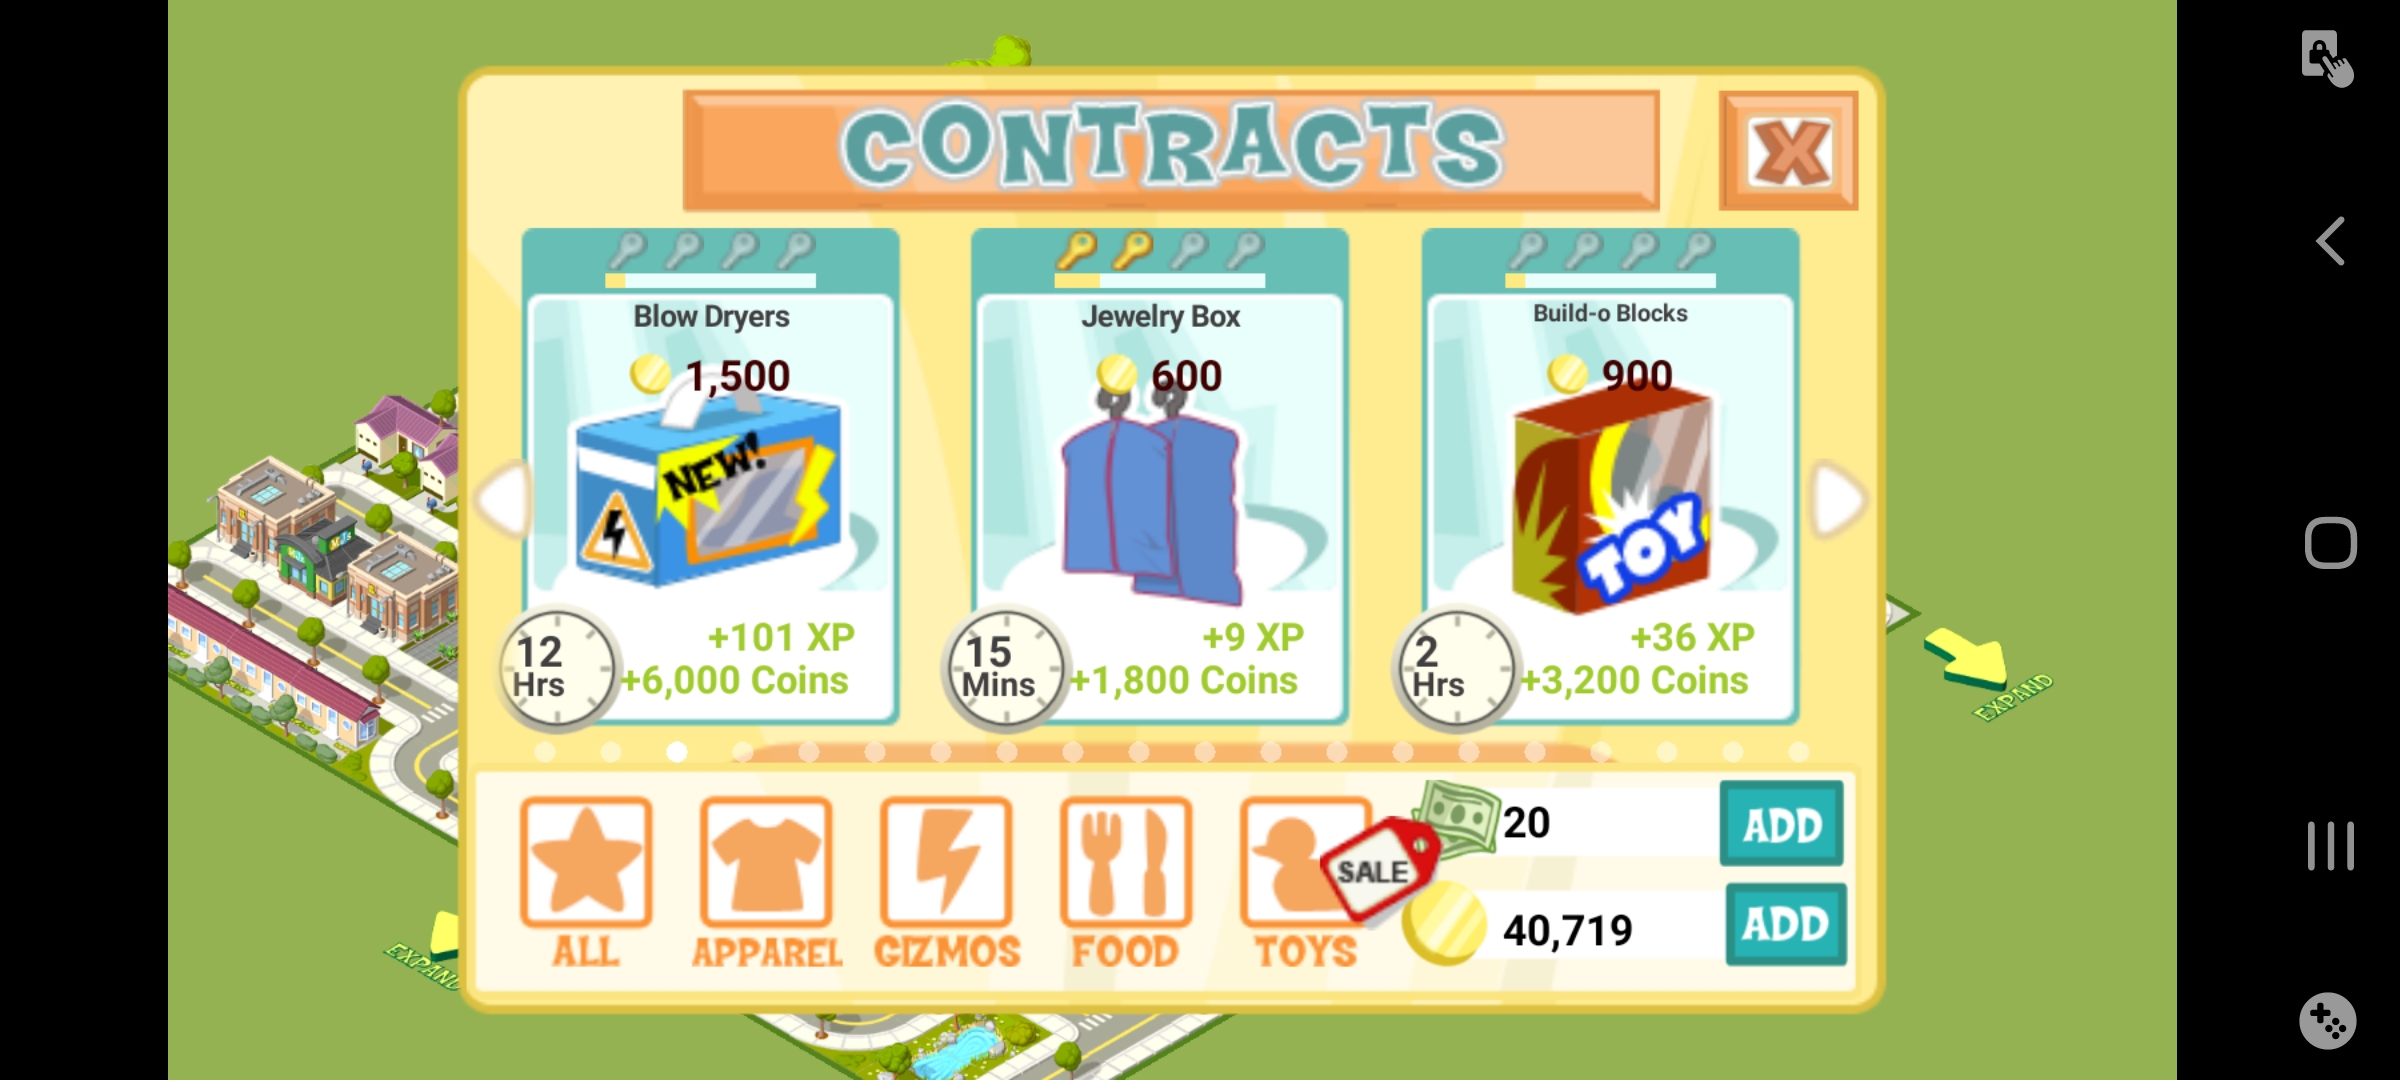 CONTRACTS
X
Blow Dryers
1,500
NEW!
12
Hrs
+101 XP
+6,000 Coins
Jewelry Box
600
15
Mins
+9 XP
+1,800 Coins
Build-o Blocks
900
TOY
2
Hrs
+36 XP
+3,200 Coins
EXPAND
EXPAND
ALL
APPAREL
GIZMOS
FOOD
TOYS
SALE
20
ADD
40,719
ADD